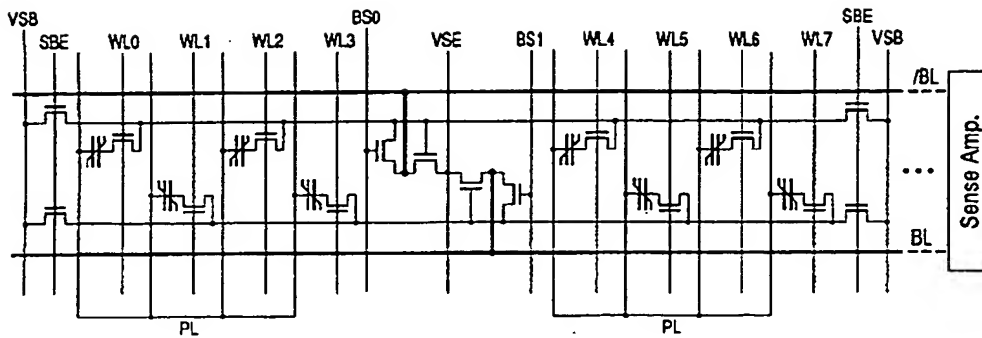 VSB BS0 SBE
SBE WL0 WL1 WL2 WL3 VSE BS1 WL4 WL5 WL6 WL7 VSB
/BL
Sense Amp.
BL
PL PL